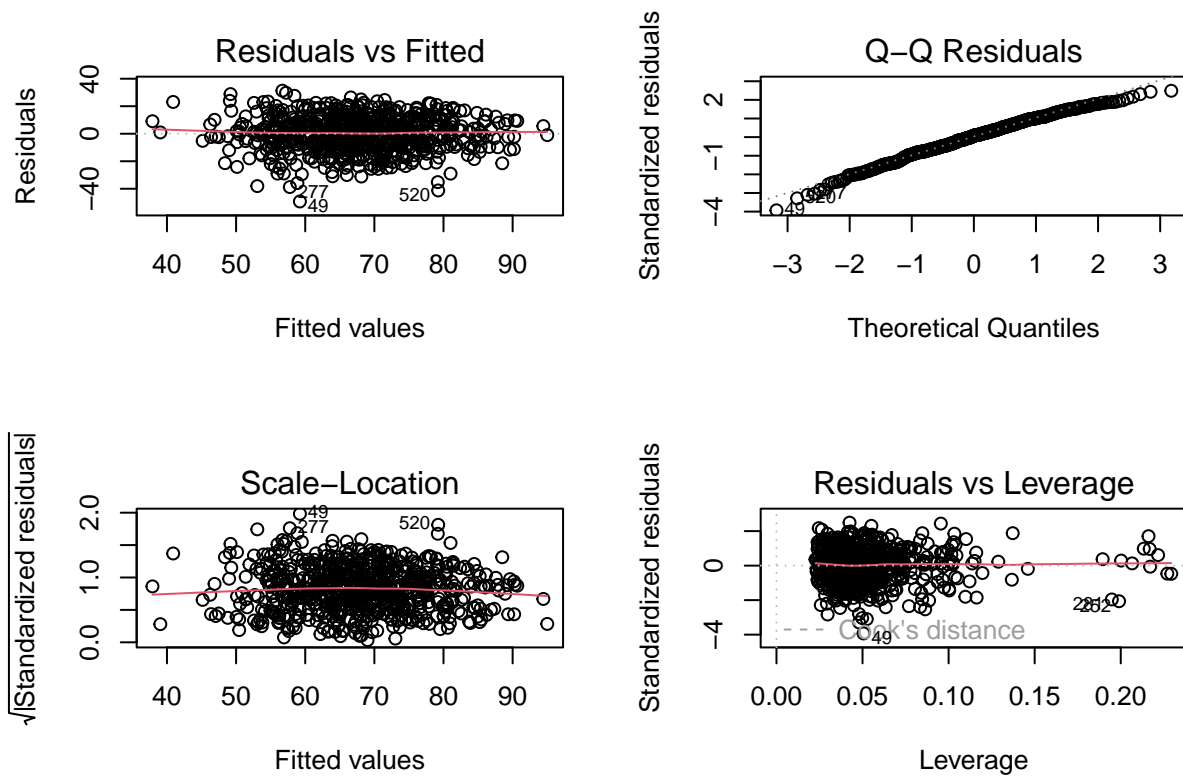 Residuals vs Fitted
Residuals
40
0
−40
277
49
520
40 50 60 70 80 90
Fitted values
Q−Q Residuals
Standardized residuals
2
−1
−4
49
−3 −2 −1 0 1 2 3
Theoretical Quantiles
Scale−Location
√|Standardized residuals|
2.0
1.0
0.0
49
277
520
40 50 60 70 80 90
Fitted values
Residuals vs Leverage
Standardized residuals
0
−4
Cook's distance
49
0.00 0.05 0.10 0.15 0.20
Leverage